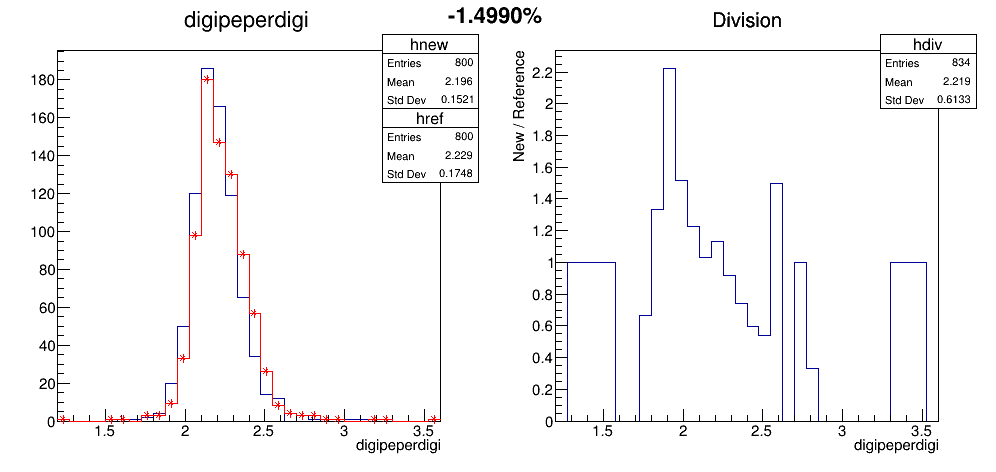 digipeperdigi
-1.4990%
Division
hnew
Entries 800
Mean 2.196
Std Dev 0.1521
href
Entries 800
Mean 2.229
Std Dev 0.1748
180
160
140
120
100
80
60
40
20
0
1.5 2 2.5 3 3.5
digipeperdigi
hdiv
Entries 834
Mean 2.219
Std Dev 0.6133
New / Reference
2.2
2
1.8
1.6
1.4
1.2
1
0.8
0.6
0.4
0.2
0
1.5 2 2.5 3 3.5
digipeperdigi